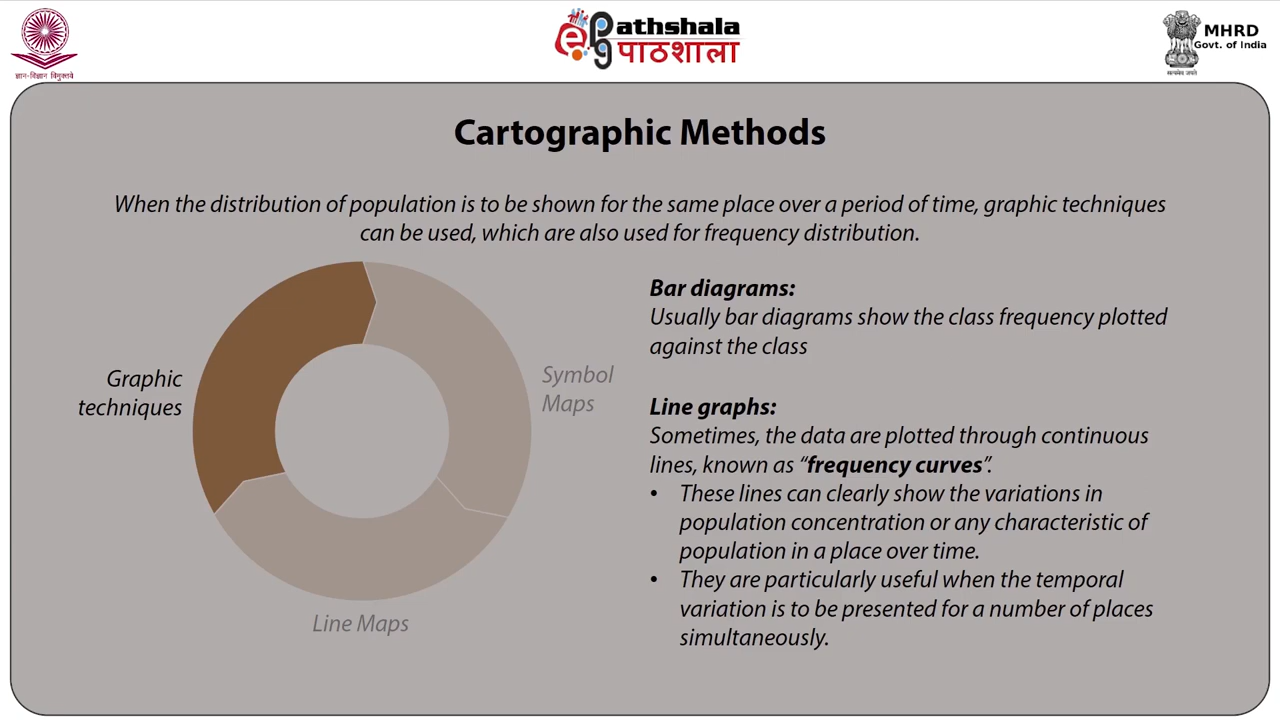 ज्ञान-विज्ञान विमुक्तये
ePG Pathshala
पाठशाला
सत्यमेव जयते
MHRD
Govt. of India
Cartographic Methods
When the distribution of population is to be shown for the same place over a period of time, graphic techniques
can be used, which are also used for frequency distribution.
Graphic
techniques
Symbol
Maps
Line Maps
Bar diagrams:
Usually bar diagrams show the class frequency plotted
against the class
Line graphs:
Sometimes, the data are plotted through continuous
lines, known as “frequency curves”.
• These lines can clearly show the variations in
population concentration or any characteristic of
population in a place over time.
• They are particularly useful when the temporal
variation is to be presented for a number of places
simultaneously.